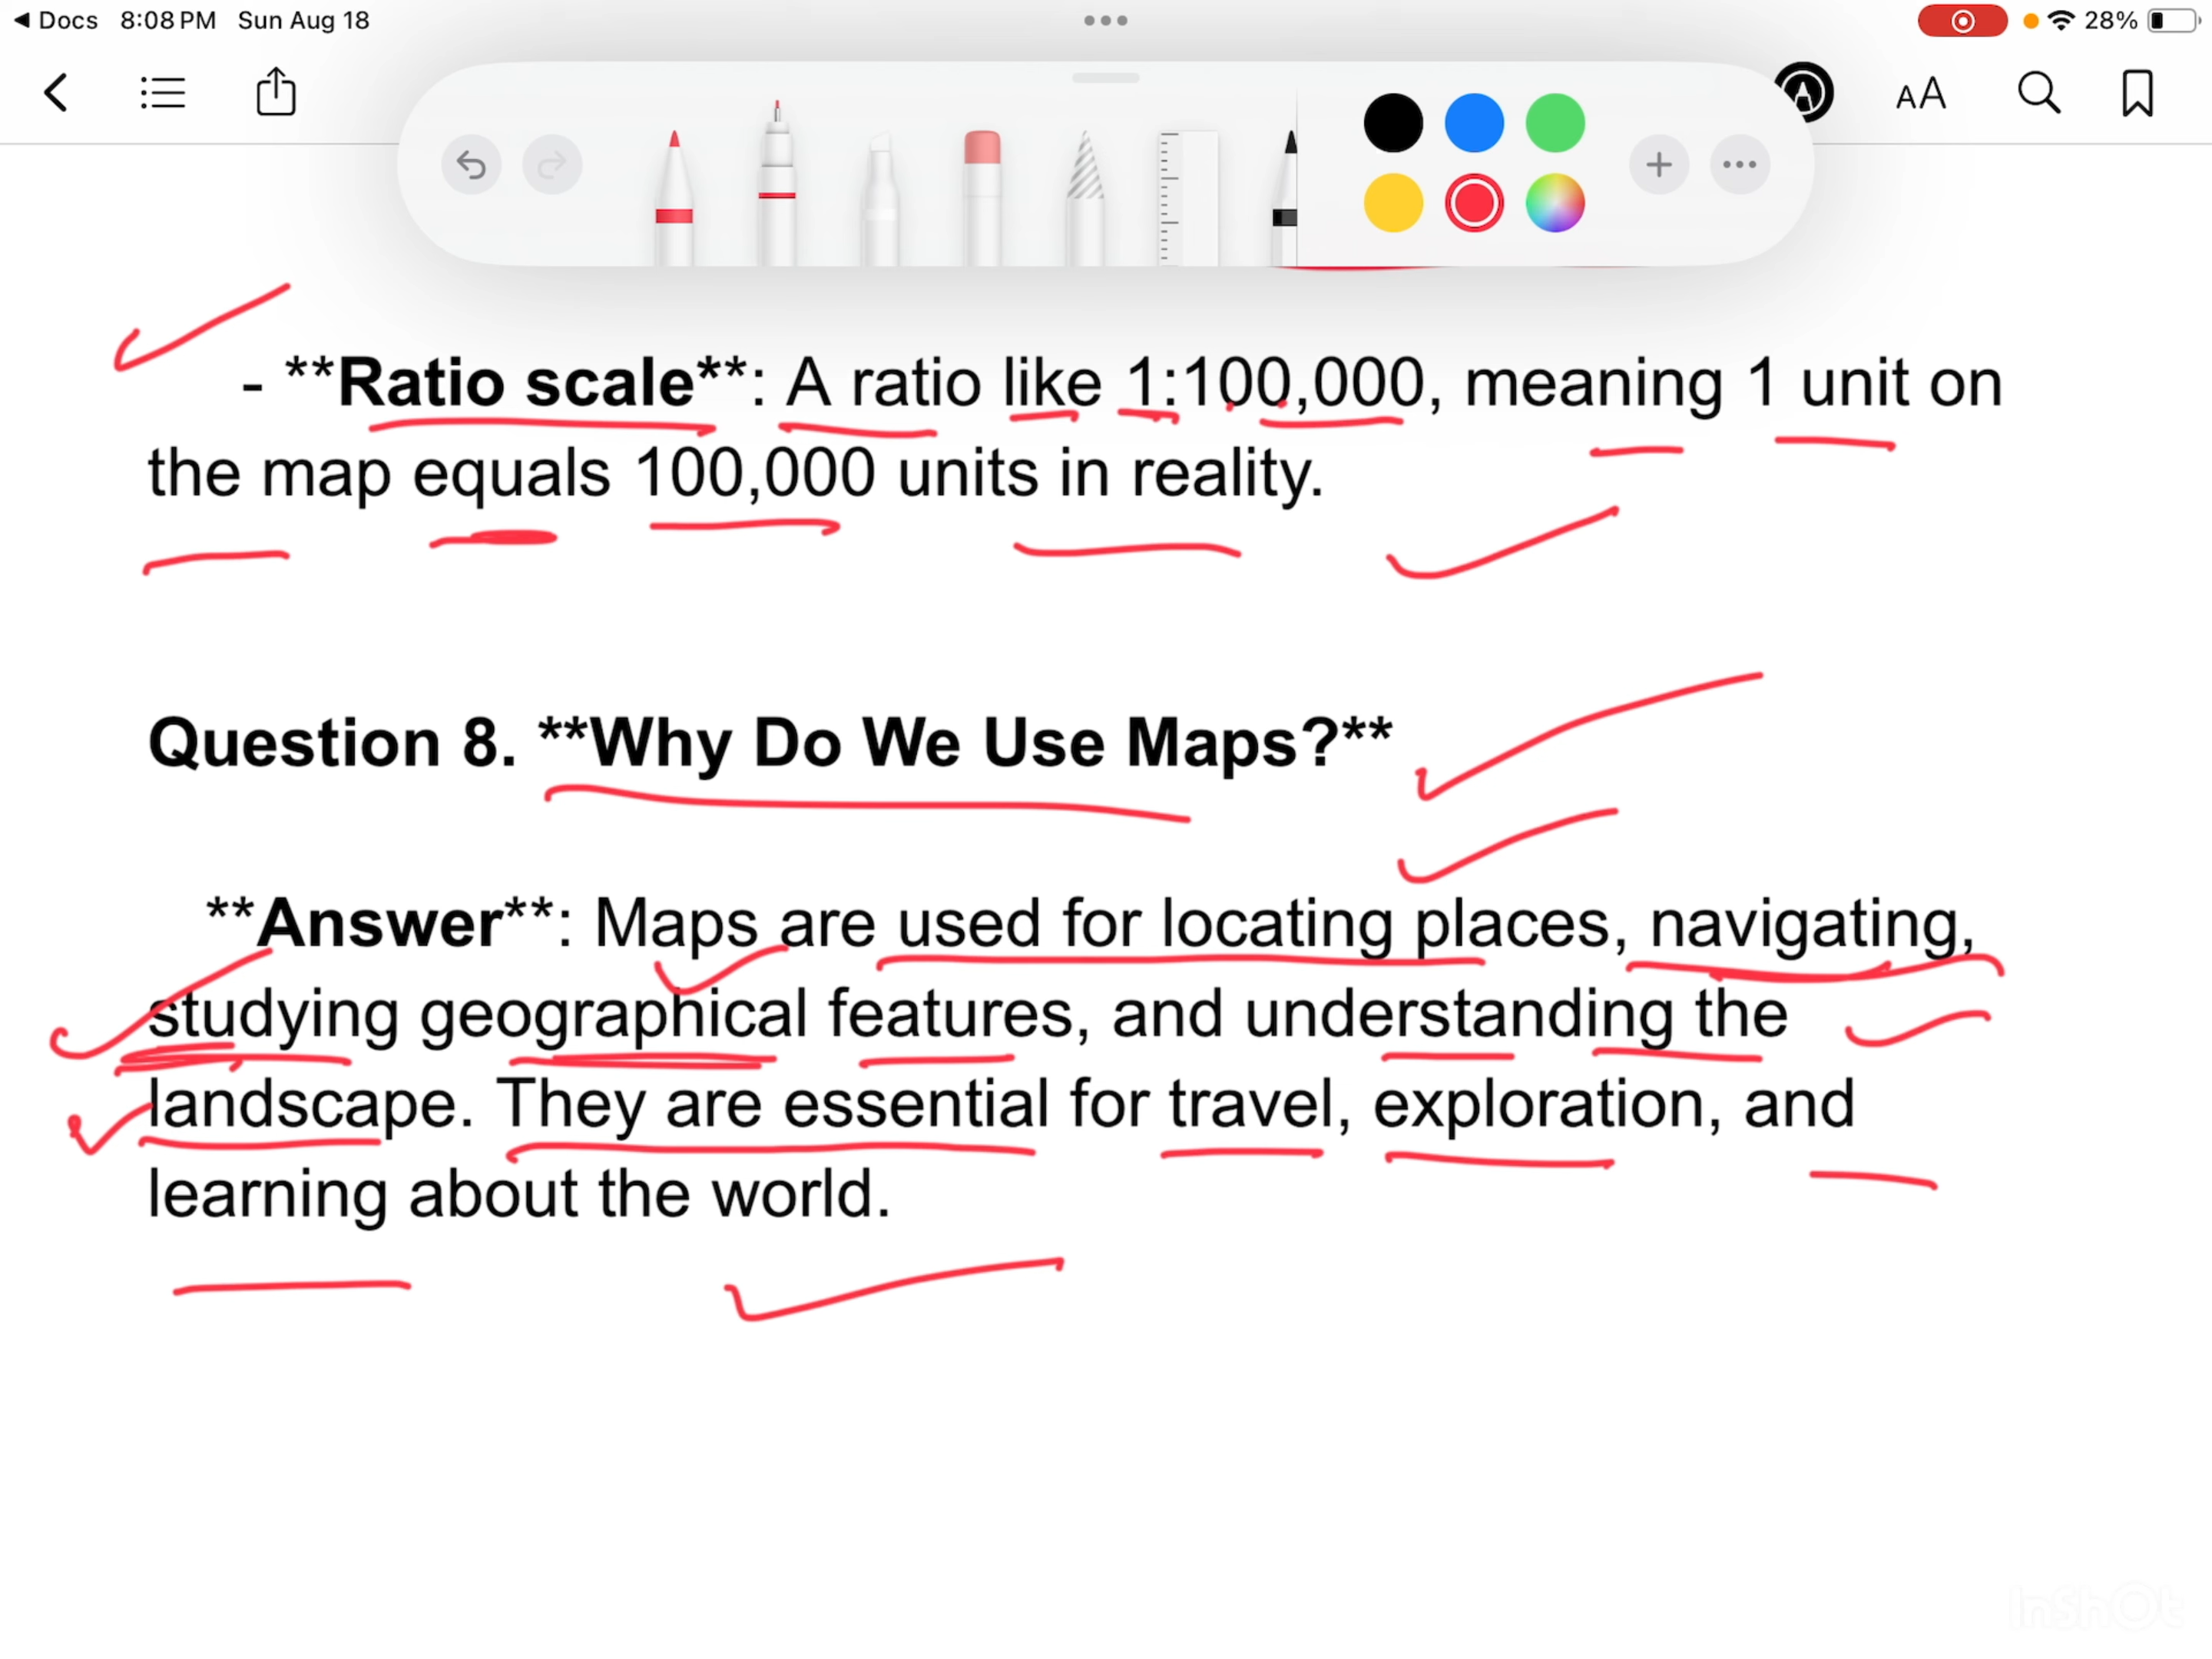 Docs 8:08 PM Sun Aug 18 28%
AA
- **Ratio scale**: A ratio like 1:100,000, meaning 1 unit on
the map equals 100,000 units in reality.
Question 8. **Why Do We Use Maps?**
**Answer**: Maps are used for locating places, navigating,
studying geographical features, and understanding the
landscape. They are essential for travel, exploration, and
learning about the world.
InShOt